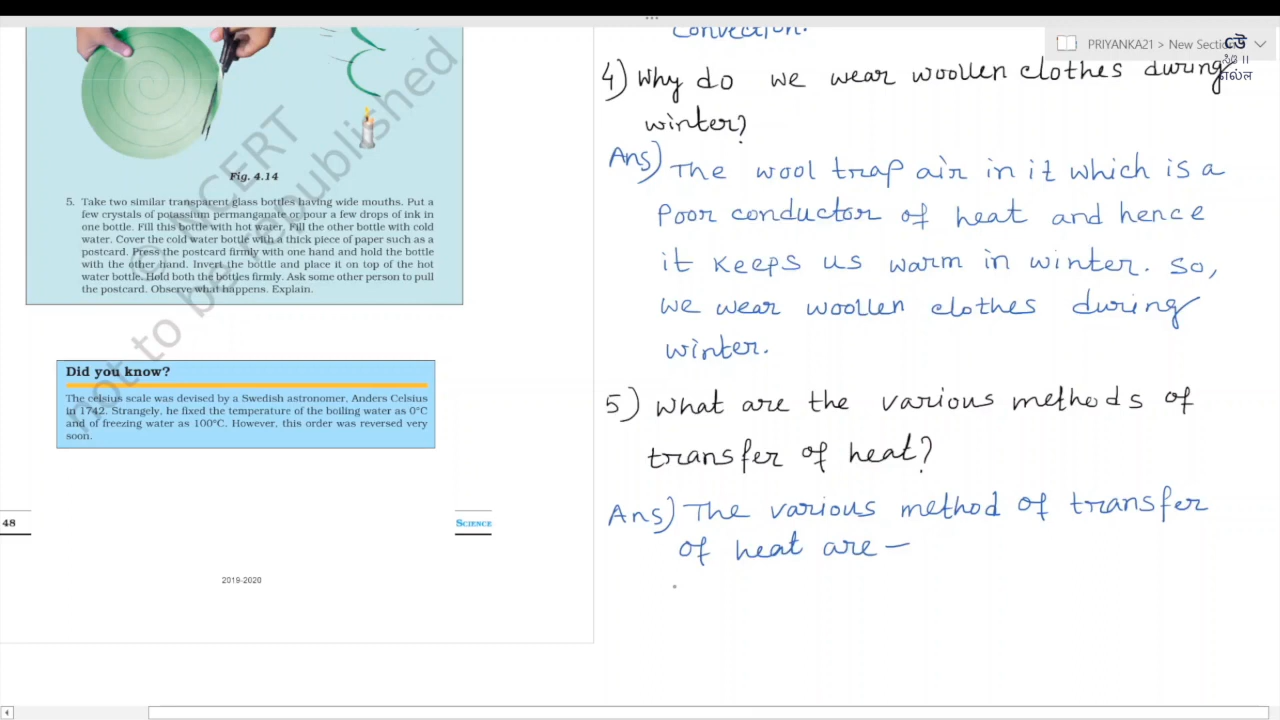 Fig. 4.14
5. Take two similar transparent glass bottles having wide mouths. Put a
few crystals of potassium permanganate or pour a few drops of ink in
one bottle. Fill this bottle with hot water. Fill the other bottle with cold
water. Cover the cold water bottle with a thick piece of paper such as a
postcard. Press the postcard firmly with one hand and hold the bottle
with the other hand. Invert the bottle and place it on top of the hot
water bottle. Hold both the bottles firmly. Ask some other person to pull
the postcard. Observe what happens. Explain.
© NCERT
not to be republished
Did you know?
The celsius scale was devised by a Swedish astronomer, Anders Celsius
in 1742. Strangely, he fixed the temperature of the boiling water as 0°C
and of freezing water as 100°C. However, this order was reversed very
soon.
48
SCIENCE
2019-2020
PRIYANKA21 > New Section
Convection.
4) Why do we wear woollen clothes during
winter?
Ans) The wool trap air in it which is a
Poor conductor of heat and hence
it keeps us warm in winter. So,
we wear woollen clothes during
winter.
5) What are the various methods of
transfer of heat?
Ans) The various method of transfer
of heat are —